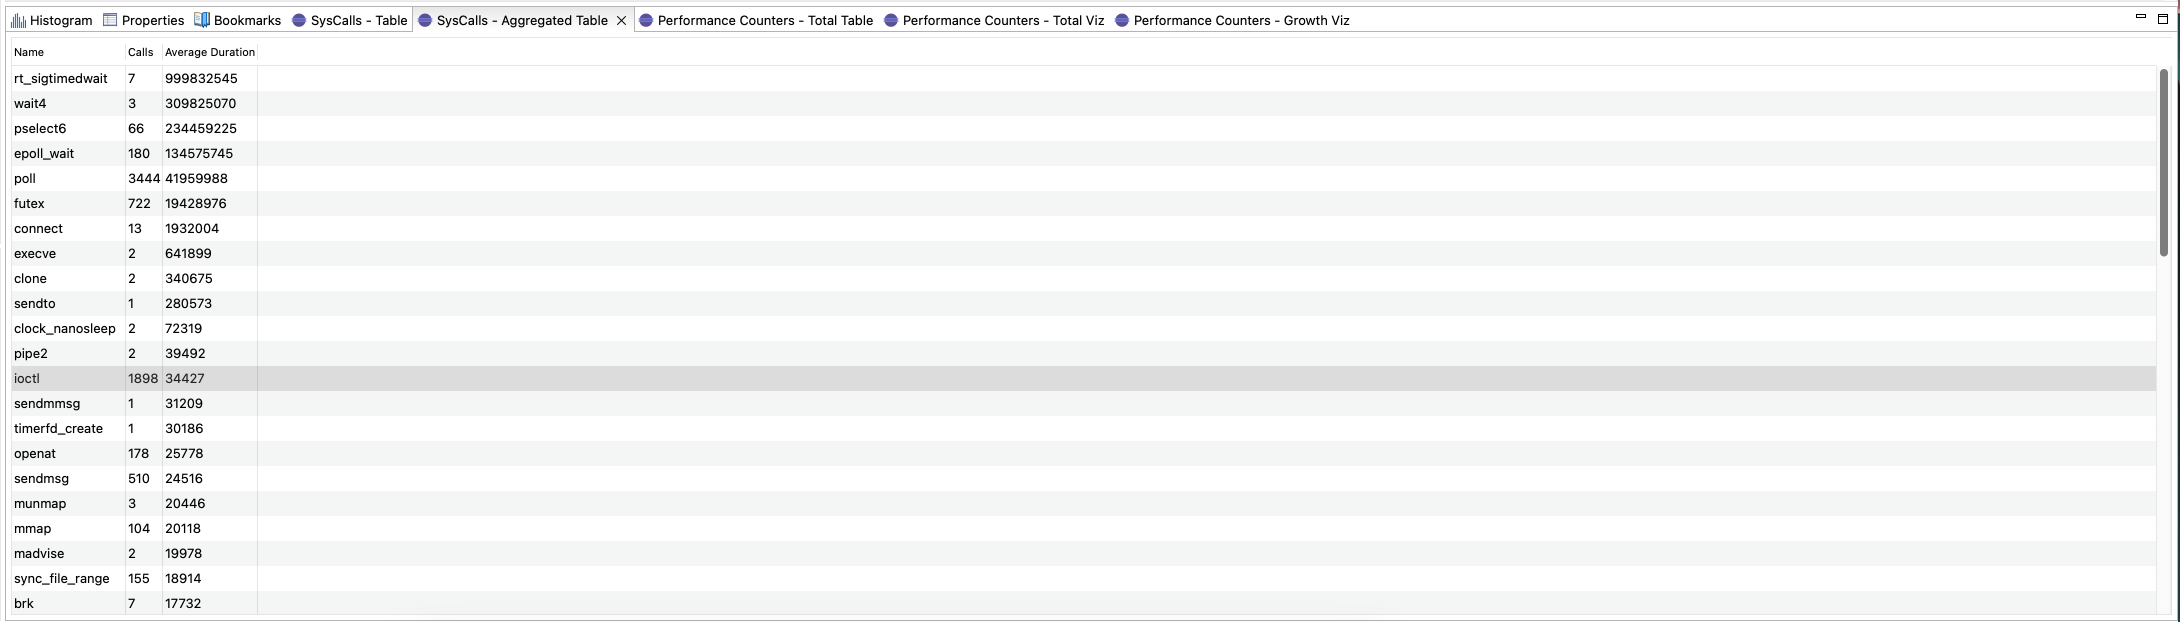 Histogram Properties Bookmarks SysCalls - Table SysCalls - Aggregated Table Performance Counters - Total Table Performance Counters - Total Viz Performance Counters - Growth Viz
Name Calls Average Duration
rt_sigtimedwait 7 999832545
wait4 3 309825070
pselect6 66 234459225
epoll_wait 180 134575745
poll 3444 41959988
futex 722 19428976
connect 13 1932004
execve 2 641899
clone 2 340675
sendto 1 280573
clock_nanosleep 2 72319
pipe2 2 39492
ioctl 1898 34427
sendmmsg 1 31209
timerfd_create 1 30186
openat 178 25778
sendmsg 510 24516
munmap 3 20446
mmap 104 20118
madvise 2 19978
sync_file_range 155 18914
brk 7 17732